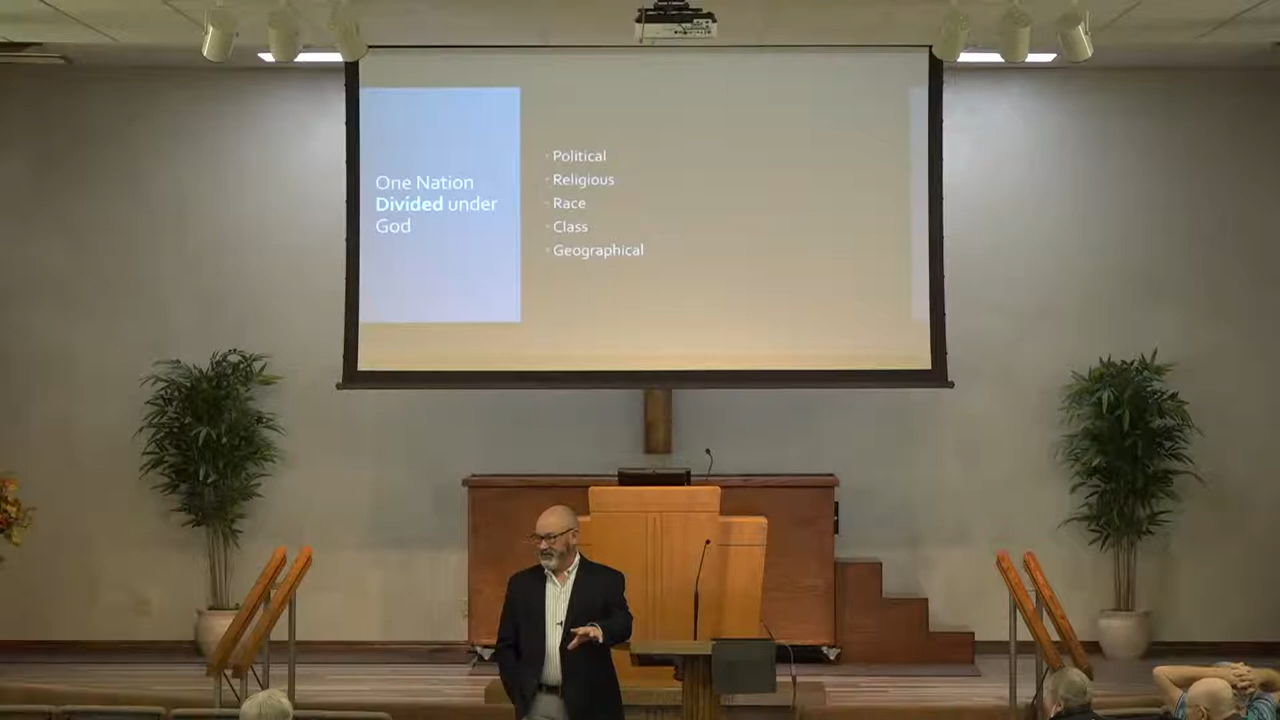 One Nation
Divided under
God
Political
Religious
Race
Class
Geographical